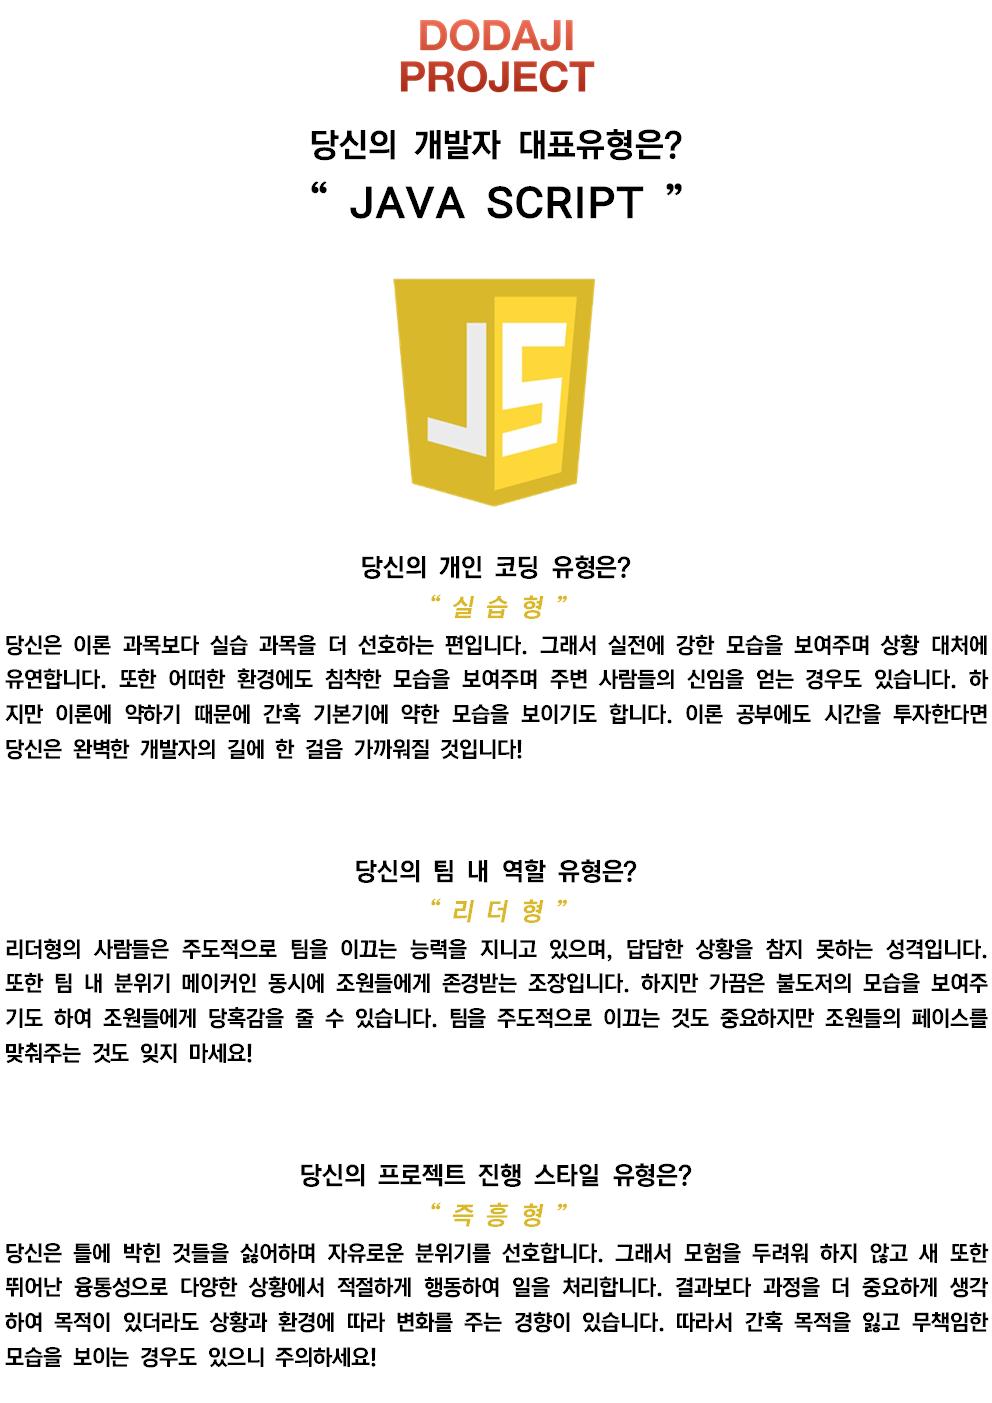 DODAJI
PROJECT
당신의 개발자 대표유형은?
“ JAVA SCRIPT ”
JS
당신의 개인 코딩 유형은?
“ 실 습 형 ”
당신은 이론 과목보다 실습 과목을 더 선호하는 편입니다. 그래서 실전에 강한 모습을 보여주며 상황 대처에
유연합니다. 또한 어떠한 환경에도 침착한 모습을 보여주며 주변 사람들의 신임을 얻는 경우도 있습니다. 하
지만 이론에 약하기 때문에 간혹 기본기에 약한 모습을 보이기도 합니다. 이론 공부에도 시간을 투자한다면
당신은 완벽한 개발자의 길에 한 걸음 가까워질 것입니다!
당신의 팀 내 역할 유형은?
“ 리 더 형 ”
리더형의 사람들은 주도적으로 팀을 이끄는 능력을 지니고 있으며, 답답한 상황을 참지 못하는 성격입니다.
또한 팀 내 분위기 메이커인 동시에 조원들에게 존경받는 조장입니다. 하지만 가끔은 불도저의 모습을 보여주
기도 하여 조원들에게 당혹감을 줄 수 있습니다. 팀을 주도적으로 이끄는 것도 중요하지만 조원들의 페이스를
맞춰주는 것도 잊지 마세요!
당신의 프로젝트 진행 스타일 유형은?
“ 즉 흥 형 ”
당신은 틀에 박힌 것들을 싫어하며 자유로운 분위기를 선호합니다. 그래서 모험을 두려워 하지 않고 새 또한
뛰어난 융통성으로 다양한 상황에서 적절하게 행동하여 일을 처리합니다. 결과보다 과정을 더 중요하게 생각
하여 목적이 있더라도 상황과 환경에 따라 변화를 주는 경향이 있습니다. 따라서 간혹 목적을 잃고 무책임한
모습을 보이는 경우도 있으니 주의하세요!